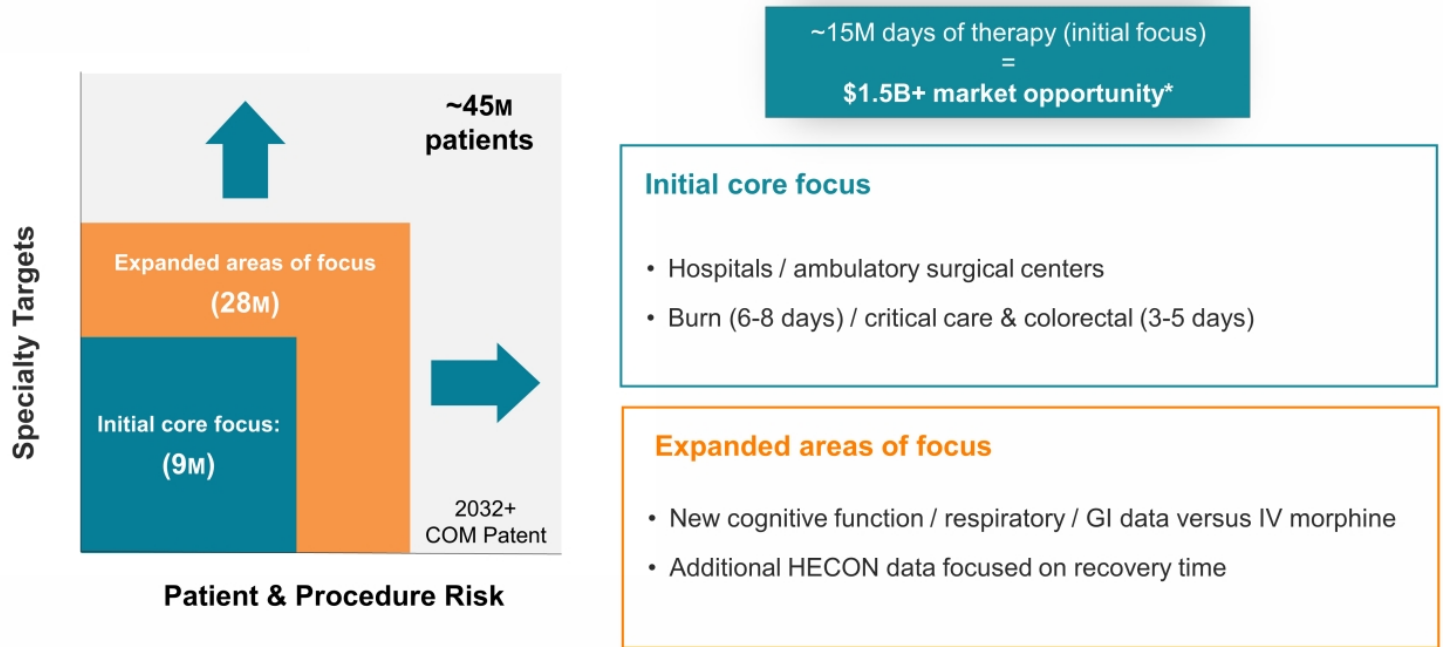 ~15M days of therapy (initial focus)
=
$1.5B+ market opportunity*
~45M
patients
Specialty Targets
Expanded areas of focus
(28M)
Initial core focus:
(9M)
2032+
COM Patent
Patient & Procedure Risk
Initial core focus
• Hospitals / ambulatory surgical centers
• Burn (6-8 days) / critical care & colorectal (3-5 days)
Expanded areas of focus
• New cognitive function / respiratory / GI data versus IV morphine
• Additional HECON data focused on recovery time